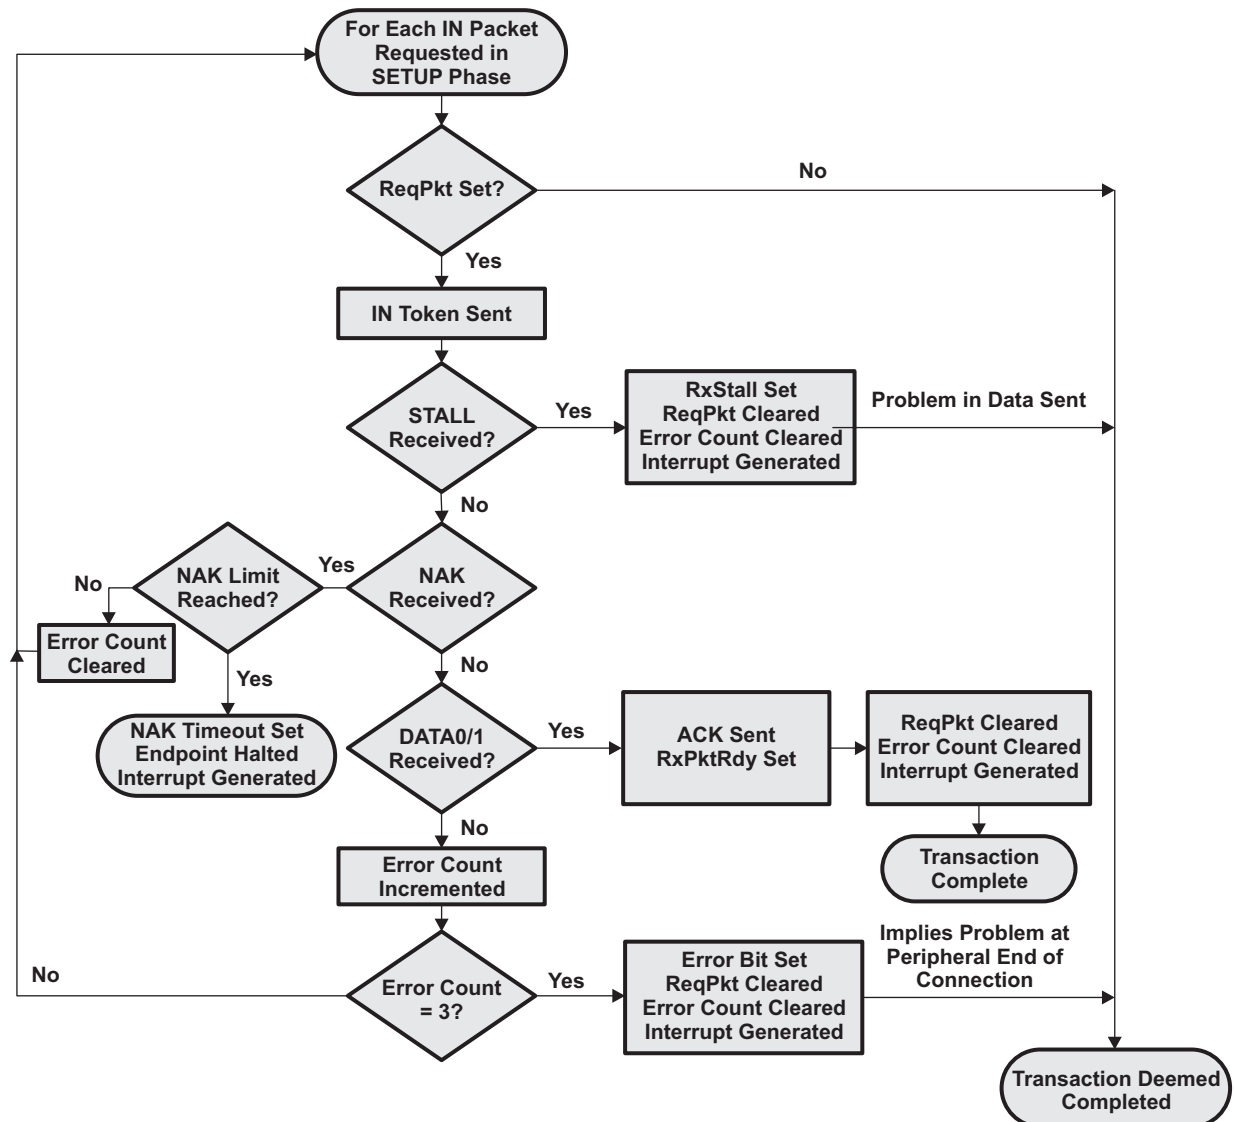 For Each IN Packet
Requested in
SETUP Phase
ReqPkt Set?
No
Yes
IN Token Sent
STALL
Received?
Yes
RxStall Set
ReqPkt Cleared
Error Count Cleared
Interrupt Generated
Problem in Data Sent
No
NAK
Received?
Yes
NAK Limit
Reached?
No
Error Count
Cleared
Yes
NAK Timeout Set
Endpoint Halted
Interrupt Generated
No
DATA0/1
Received?
Yes
ACK Sent
RxPktRdy Set
ReqPkt Cleared
Error Count Cleared
Interrupt Generated
Transaction
Complete
No
Error Count
Incremented
Error Count
= 3?
No
Yes
Error Bit Set
ReqPkt Cleared
Error Count Cleared
Interrupt Generated
Implies Problem at
Peripheral End of
Connection
Transaction Deemed
Completed